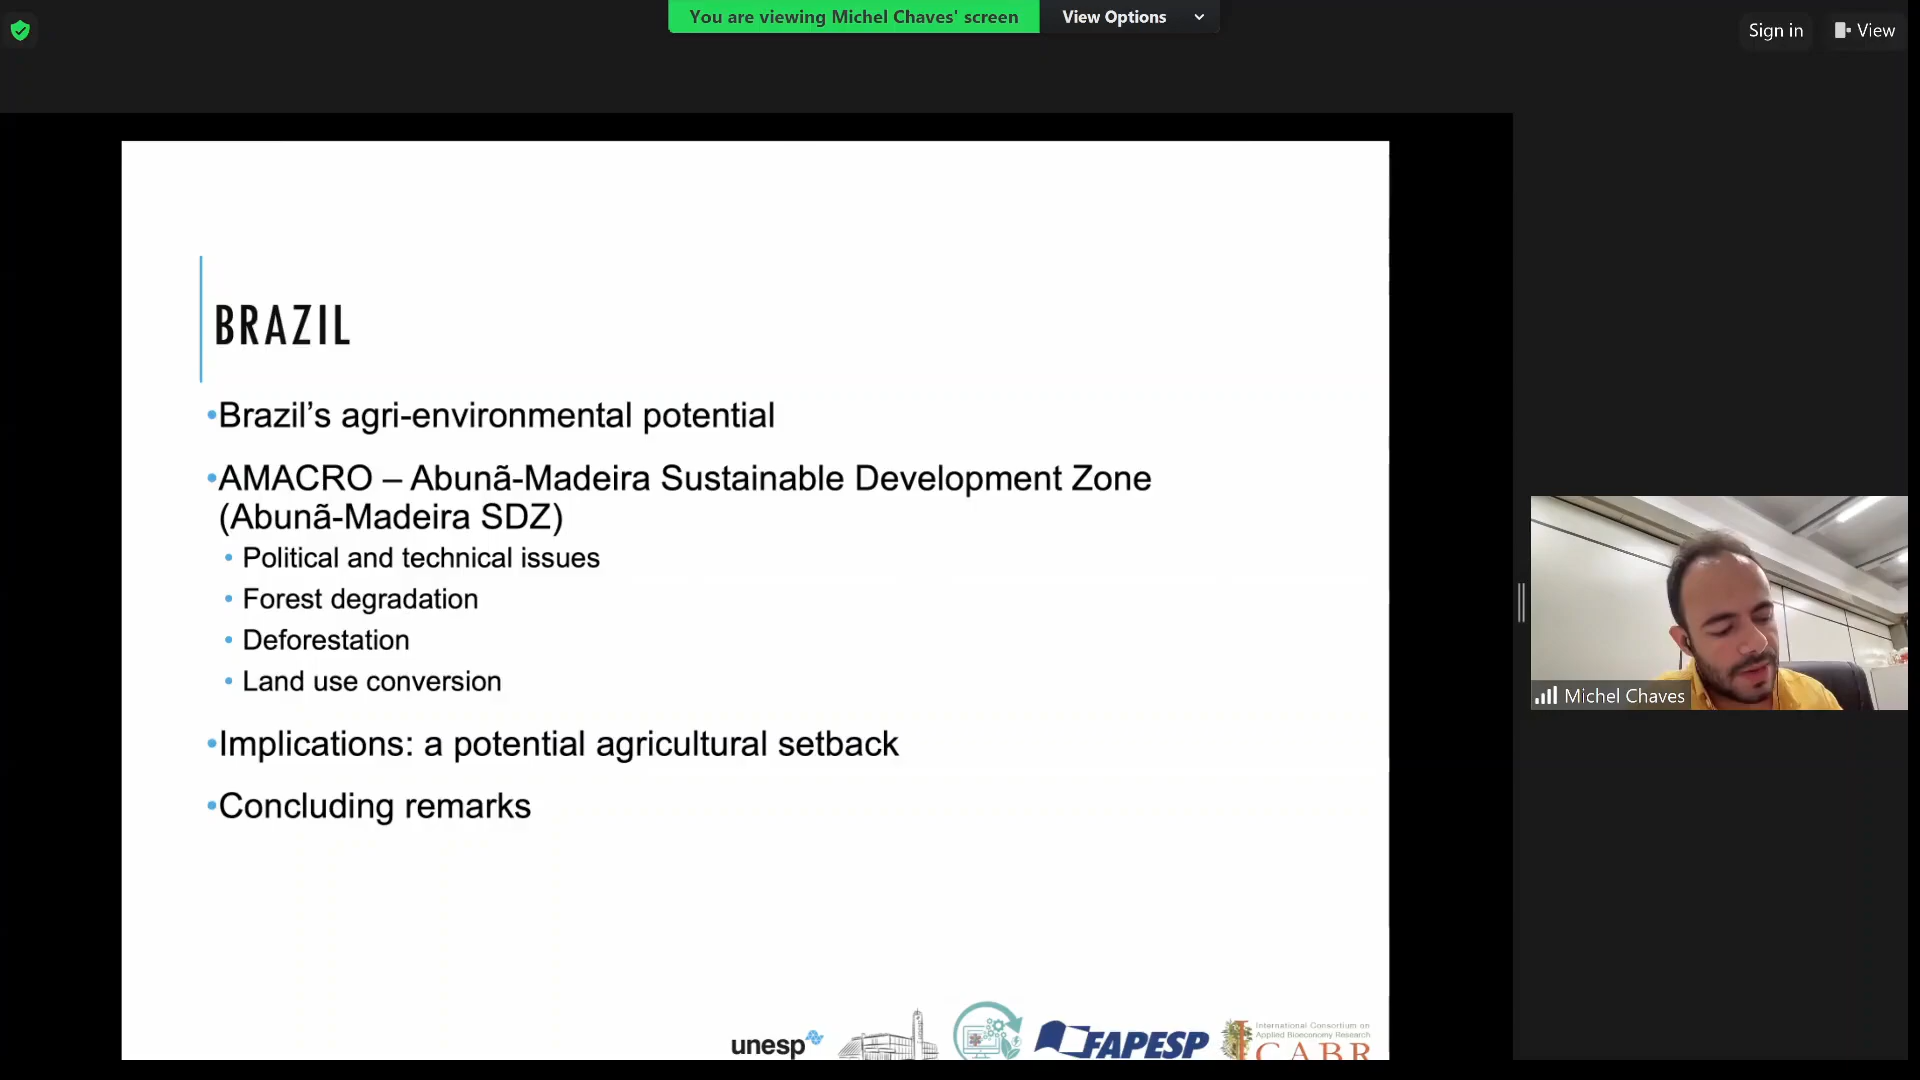 You are viewing Michel Chaves' screen
View Options
Sign in
View
BRAZIL
•Brazil's agri-environmental potential
•AMACRO – Abunã-Madeira Sustainable Development Zone
(Abunã-Madeira SDZ)
• Political and technical issues
• Forest degradation
• Deforestation
• Land use conversion
•Implications: a potential agricultural setback
•Concluding remarks
Michel Chaves
unesp
FAPESP
International Consortium on
Applied Bioeconomy Research
ICABR